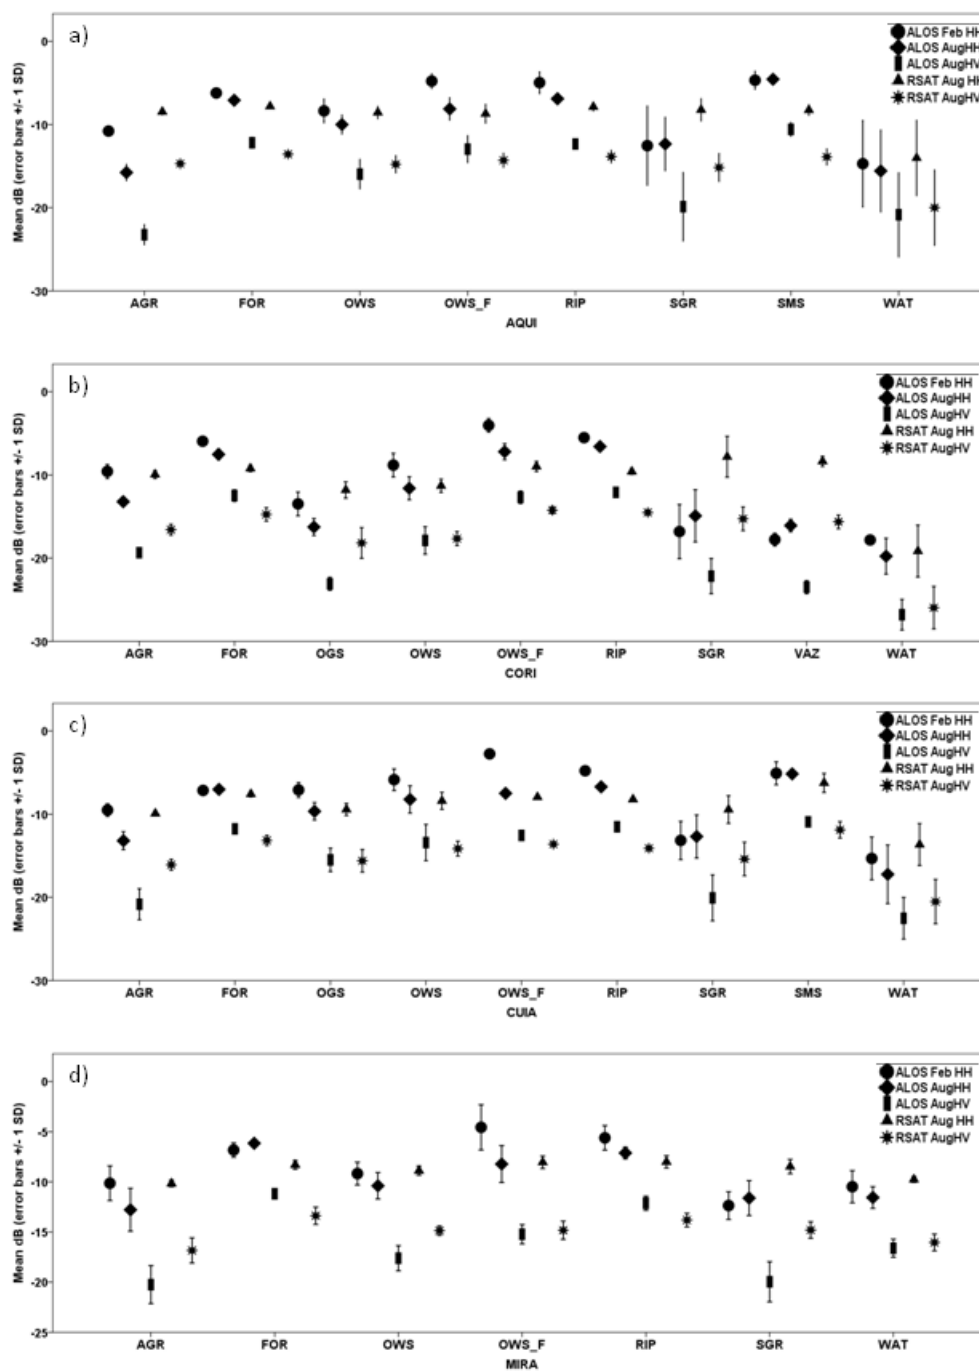 a)
ALOS Feb HH
ALOS AugHH
ALOS AugHV
RSAT Aug HH
RSAT AugHV
Mean dB (error bars +/- 1 SD)
0
-10
-20
-30
AGR FOR OWS OWS_F RIP SGR SMS WAT
AQUI
b)
ALOS Feb HH
ALOS AugHH
ALOS AugHV
RSAT Aug HH
RSAT AugHV
Mean dB (error bars +/- 1 SD)
0
-10
-20
-30
AGR FOR OGS OWS OWS_F RIP SGR VAZ WAT
CORI
c)
ALOS Feb HH
ALOS AugHH
ALOS AugHV
RSAT Aug HH
RSAT AugHV
Mean dB (error bars +/- 1 SD)
0
-10
-20
-30
AGR FOR OGS OWS OWS_F RIP SGR SMS WAT
CUIA
d)
ALOS Feb HH
ALOS AugHH
ALOS AugHV
RSAT Aug HH
RSAT AugHV
Mean dB (error bars +/- 1 SD)
0
-5
-10
-15
-20
-25
AGR FOR OWS OWS_F RIP SGR WAT
MIRA